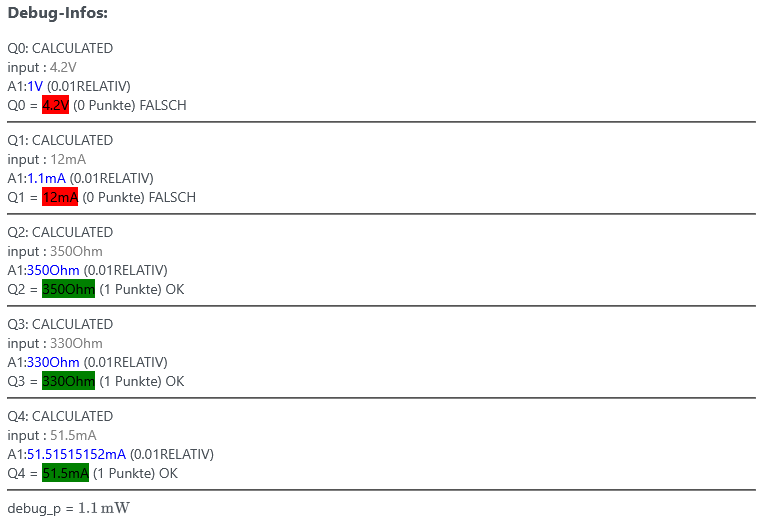 Debug-Infos:
Q0: CALCULATED
input : 4.2V
A1:1V (0.01RELATIV)
Q0 = 4.2V (0 Punkte) FALSCH
Q1: CALCULATED
input : 12mA
A1:1.1mA (0.01RELATIV)
Q1 = 12mA (0 Punkte) FALSCH
Q2: CALCULATED
input : 350Ohm
A1:350Ohm (0.01RELATIV)
Q2 = 350Ohm (1 Punkte) OK
Q3: CALCULATED
input : 330Ohm
A1:330Ohm (0.01RELATIV)
Q3 = 330Ohm (1 Punkte) OK
Q4: CALCULATED
input : 51.5mA
A1:51.51515152mA (0.01RELATIV)
Q4 = 51.5mA (1 Punkte) OK
debug_p = 1.1 mW